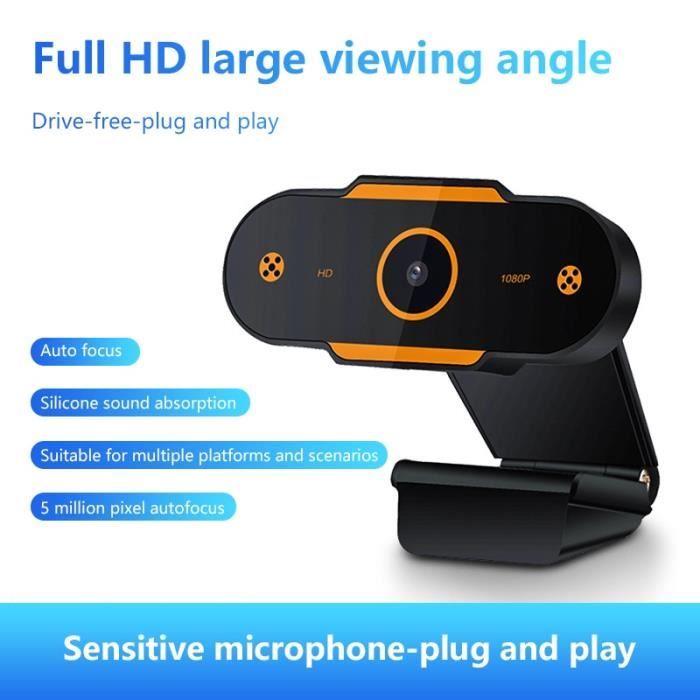 Full HD large viewing angle
Drive-free-plug and play
HD
1080P
Auto focus
Silicone sound absorption
Suitable for multiple platforms and scenarios
5 million pixel autofocus
Sensitive microphone-plug and play